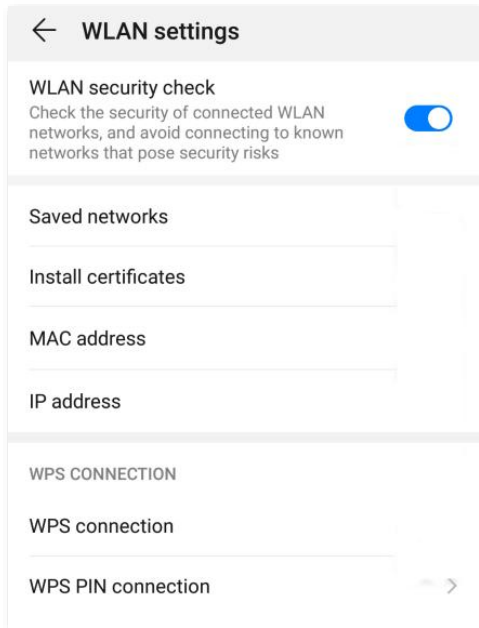 WLAN settings
WLAN security check
Check the security of connected WLAN
networks, and avoid connecting to known
networks that pose security risks
Saved networks
Install certificates
MAC address
IP address
WPS CONNECTION
WPS connection
WPS PIN connection